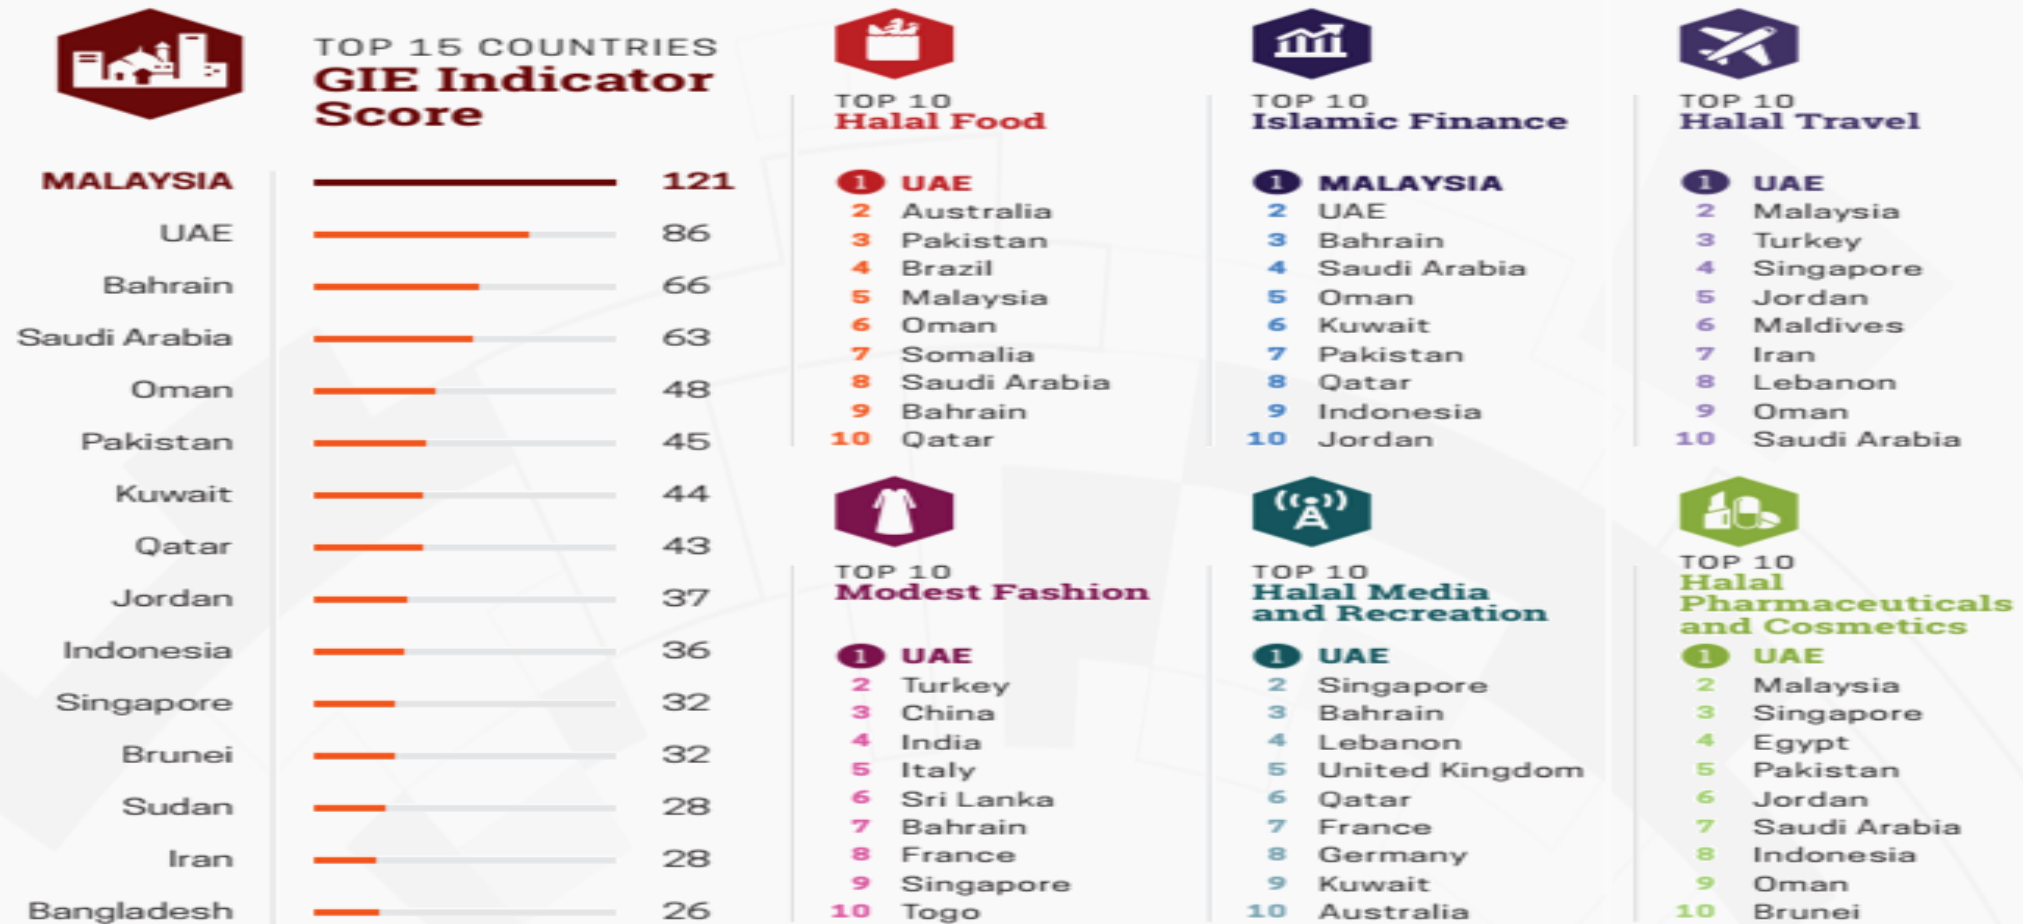 TOP 15 COUNTRIES
GIE Indicator
Score
MALAYSIA 121
UAE 86
Bahrain 66
Saudi Arabia 63
Oman 48
Pakistan 45
Kuwait 44
Qatar 43
Jordan 37
Indonesia 36
Singapore 32
Brunei 32
Sudan 28
Iran 28
Bangladesh 26
TOP 10
Halal Food
1 UAE
2 Australia
3 Pakistan
4 Brazil
5 Malaysia
6 Oman
7 Somalia
8 Saudi Arabia
9 Bahrain
10 Qatar
TOP 10
Islamic Finance
1 MALAYSIA
2 UAE
3 Bahrain
4 Saudi Arabia
5 Oman
6 Kuwait
7 Pakistan
8 Qatar
9 Indonesia
10 Jordan
TOP 10
Halal Travel
1 UAE
2 Malaysia
3 Turkey
4 Singapore
5 Jordan
6 Maldives
7 Iran
8 Lebanon
9 Oman
10 Saudi Arabia
TOP 10
Modest Fashion
1 UAE
2 Turkey
3 China
4 India
5 Italy
6 Sri Lanka
7 Bahrain
8 France
9 Singapore
10 Togo
TOP 10
Halal Media
and Recreation
1 UAE
2 Singapore
3 Bahrain
4 Lebanon
5 United Kingdom
6 Qatar
7 France
8 Germany
9 Kuwait
10 Australia
TOP 10
Halal
Pharmaceuticals
and Cosmetics
1 UAE
2 Malaysia
3 Singapore
4 Egypt
5 Pakistan
6 Jordan
7 Saudi Arabia
8 Indonesia
9 Oman
10 Brunei